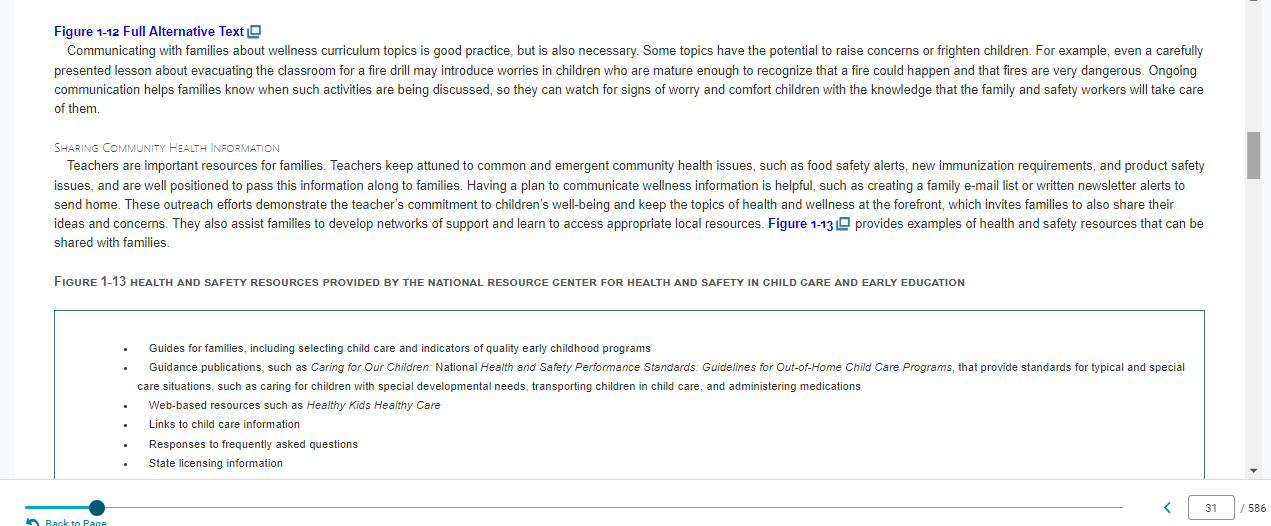 Figure 1-12 Full Alternative Text
Communicating with families about wellness curriculum topics is good practice, but is also necessary. Some topics have the potential to raise concerns or frighten children. For example, even a carefully
presented lesson about evacuating the classroom for a fire drill may introduce worries in children who are mature enough to recognize that a fire could happen and that fires are very dangerous. Ongoing
communication helps families know when such activities are being discussed, so they can watch for signs of worry and comfort children with the knowledge that the family and safety workers will take care
of them.
SHARING COMMUNITY HEALTH INFORMATION
Teachers are important resources for families. Teachers keep attuned to common and emergent community health issues, such as food safety alerts, new immunization requirements, and product safety
issues, and are well positioned to pass this information along to families. Having a plan to communicate wellness information is helpful, such as creating a family e-mail list or written newsletter alerts to
send home. These outreach efforts demonstrate the teacher's commitment to children's well-being and keep the topics of health and wellness at the forefront, which invites families to also share their
ideas and concerns. They also assist families to develop networks of support and learn to access appropriate local resources. Figure 1-13 provides examples of health and safety resources that can be
shared with families.
FIGURE 1-13 HEALTH AND SAFETY RESOURCES PROVIDED BY THE NATIONAL RESOURCE CENTER FOR HEALTH AND SAFETY IN CHILD CARE AND EARLY EDUCATION
• Guides for families, including selecting child care and indicators of quality early childhood programs
• Guidance publications, such as Caring for Our Children: National Health and Safety Performance Standards: Guidelines for Out-of-Home Child Care Programs, that provide standards for typical and special
care situations, such as caring for children with special developmental needs, transporting children in child care, and administering medications
• Web-based resources such as Healthy Kids Healthy Care
• Links to child care information
• Responses to frequently asked questions
• State licensing information
31 / 586
Back to Page